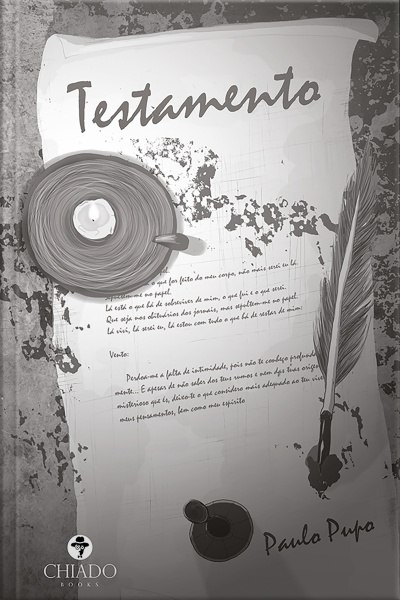 Testamento
o que for feito do meu corpo, não mais serei eu lá.
no papel.
Lá está o que há de sobreviver de mim, o que fui e o que serei.
Que seja nos obituários dos jornais, mas sepultem-me no papel.
Lá vivi, lá serei eu, lá estou com tudo o que há de restar de mim.
Vento:
Perdoa-me a falta de intimidade, pois não te conheço profunda
mente... E apesar de não saber dos teus rumos e nem das tuas
misterioso que és, deixo-te o que considero mais adequado ao teu
meus pensamentos, bem como meu espírito
Paulo Pupo
CHIADO
BOOKS